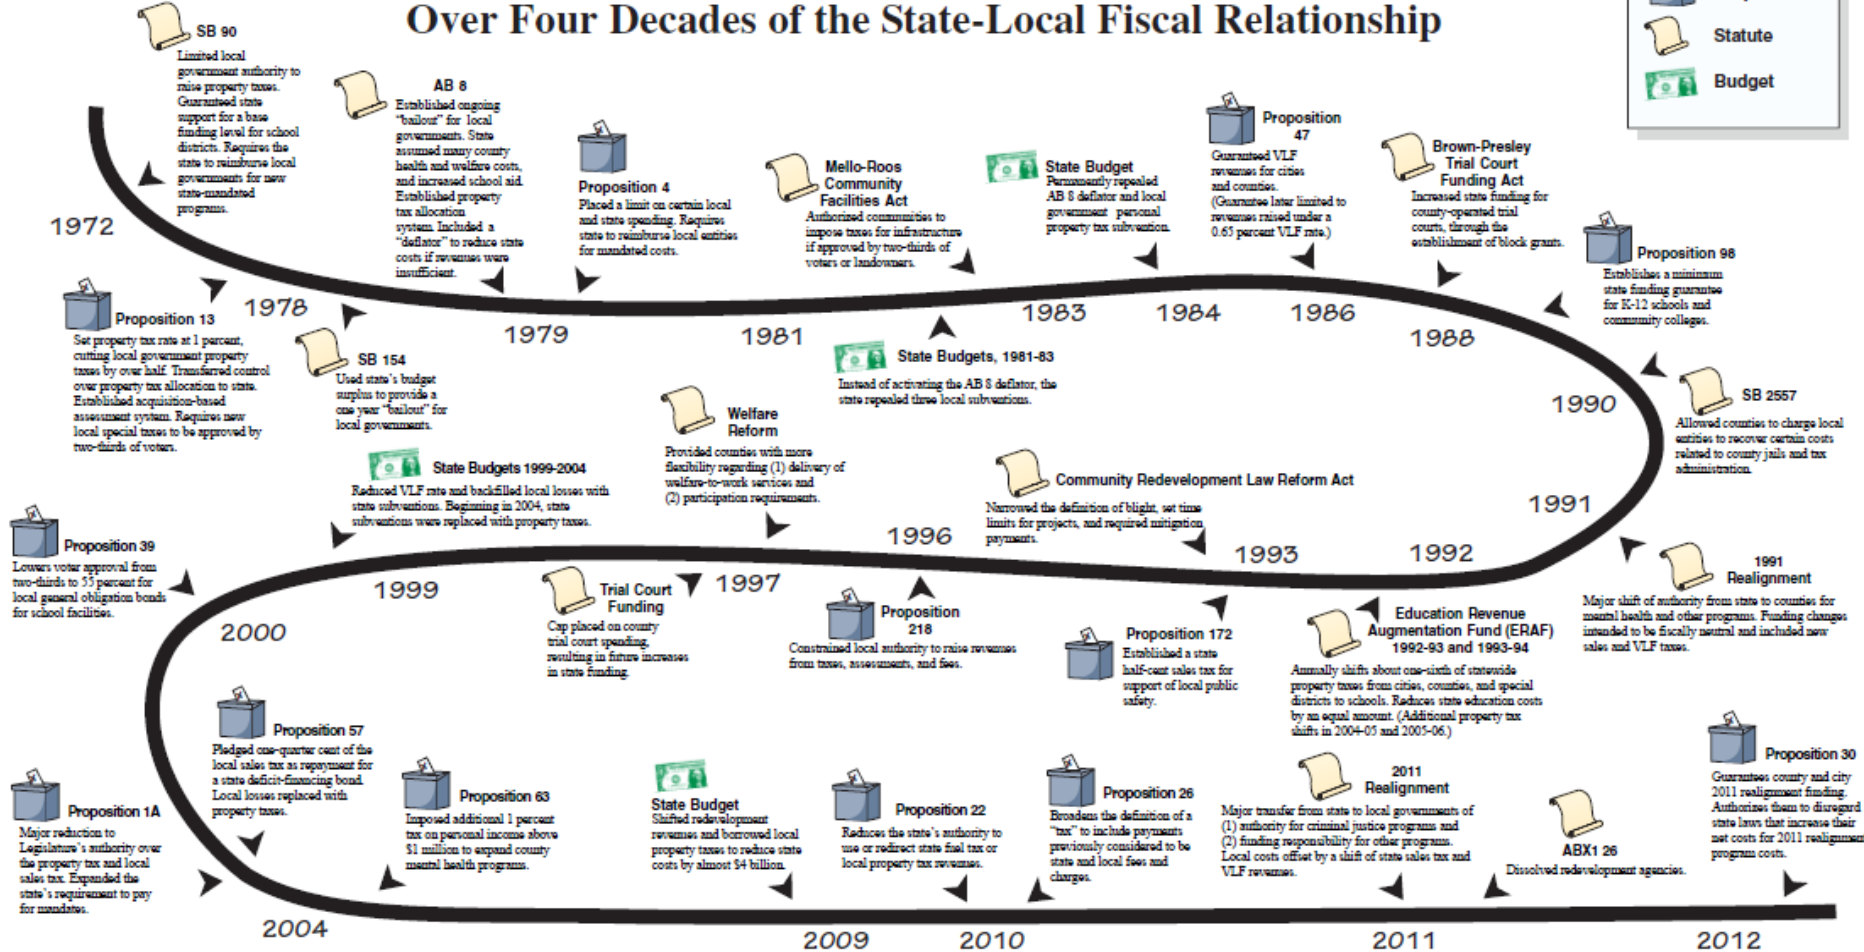 Over Four Decades of the State-Local Fiscal Relationship
Statute
Budget
SB 90
Limited local
government authority to
raise property taxes.
Guaranteed state
support for a base
funding level for school
districts. Requires the
state to reimburse local
governments for new
state-mandated
programs.
AB 8
Established ongoing
“bailout” for local
governments. State
assumed many county
health and welfare costs,
and increased school aid.
Established property
tax allocation
system. Included a
“deflator” to reduce state
costs if revenues were
insufficient.
Proposition 4
Placed a limit on certain local
and state spending. Requires
state to reimburse local entities
for mandated costs.
Mello-Roos
Community
Facilities Act
Authorized communities to
impose taxes for infrastructure
if approved by two-thirds of
voters or landowners.
State Budget
Permanently repealed
AB 8 deflator and local
government personal
property tax subvention.
Proposition
47
Guaranteed VLF
revenues for cities
and counties.
(Guarantee later limited to
revenues raised under a
0.65 percent VLF rate.)
Brown-Presley
Trial Court
Funding Act
Increased state funding for
county-operated trial
courts, through the
establishment of block grants.
Proposition 98
Establishes a minimum
state funding guarantee
for K-12 schools and
community colleges.
1972
1978
1979
1981
1983
1984
1986
1988
1990
1991
Proposition 13
Set property tax rate at 1 percent,
cutting local government property
taxes by over half. Transferred control
over property tax allocation to state.
Established acquisition-based
assessment system. Requires new
local special taxes to be approved by
two-thirds of voters.
SB 154
Used state’s budget
surplus to provide a
one year “bailout” for
local governments.
State Budgets, 1981-83
Instead of activating the AB 8 deflator, the
state repealed three local subventions.
SB 2557
Allowed counties to charge local
entities to recover certain costs
related to county jails and tax
administration.
State Budgets 1999-2004
Reduced VLF rate and backfilled local losses with
state subventions. Beginning in 2004, state
subventions were replaced with property taxes.
Welfare
Reform
Provided counties with more
flexibility regarding (1) delivery of
welfare-to-work services and
(2) participation requirements.
Community Redevelopment Law Reform Act
Narrowed the definition of blight, set time
limits for projects, and required mitigation
payments.
Proposition 39
Lowers voter approval from
two-thirds to 55 percent for
local general obligation bonds
for school facilities.
2000
1999
1997
1996
1993
1992
Trial Court
Funding
Cap placed on county
trial court spending,
resulting in future increases
in state funding.
Proposition
218
Constrained local authority to raise revenues
from taxes, assessments, and fees.
Proposition 172
Established a state
half-cent sales tax for
support of local public
safety.
Education Revenue
Augmentation Fund (ERAF)
1992-93 and 1993-94
Annually shifts about one-sixth of statewide
property taxes from cities, counties, and special
districts to schools. Reduces state education costs
by an equal amount. (Additional property tax
shifts in 2004-05 and 2005-06.)
1991
Realignment
Major shift of authority from state to counties for
mental health and other programs. Funding changes
intended to be fiscally neutral and included new
sales and VLF taxes.
Proposition 1A
Major reduction to
Legislature’s authority over
the property tax and local
sales tax. Expanded the
state’s requirement to pay
for mandates.
Proposition 57
Pledged one-quarter cent of the
local sales tax as repayment for
a state deficit-financing bond.
Local losses replaced with
property taxes.
Proposition 63
Imposed additional 1 percent
tax on personal income above
$1 million to expand county
mental health programs.
State Budget
Shifted redevelopment
revenues and borrowed local
property taxes to reduce state
costs by almost $4 billion.
Proposition 22
Reduces the state’s authority to
use or redirect state fuel tax or
local property tax revenues.
Proposition 26
Broadens the definition of a
“tax” to include payments
previously considered to be
state and local fees and
charges.
2011
Realignment
Major transfer from state to local governments of
(1) authority for criminal justice programs and
(2) funding responsibility for other programs.
Local costs offset by a shift of state sales tax and
VLF revenues.
ABX1 26
Dissolved redevelopment agencies.
Proposition 30
Guarantees county and city
2011 realignment funding.
Authorizes them to disregard
state laws that increase their
net costs for 2011 realignment
program costs.
2004
2009
2010
2011
2012